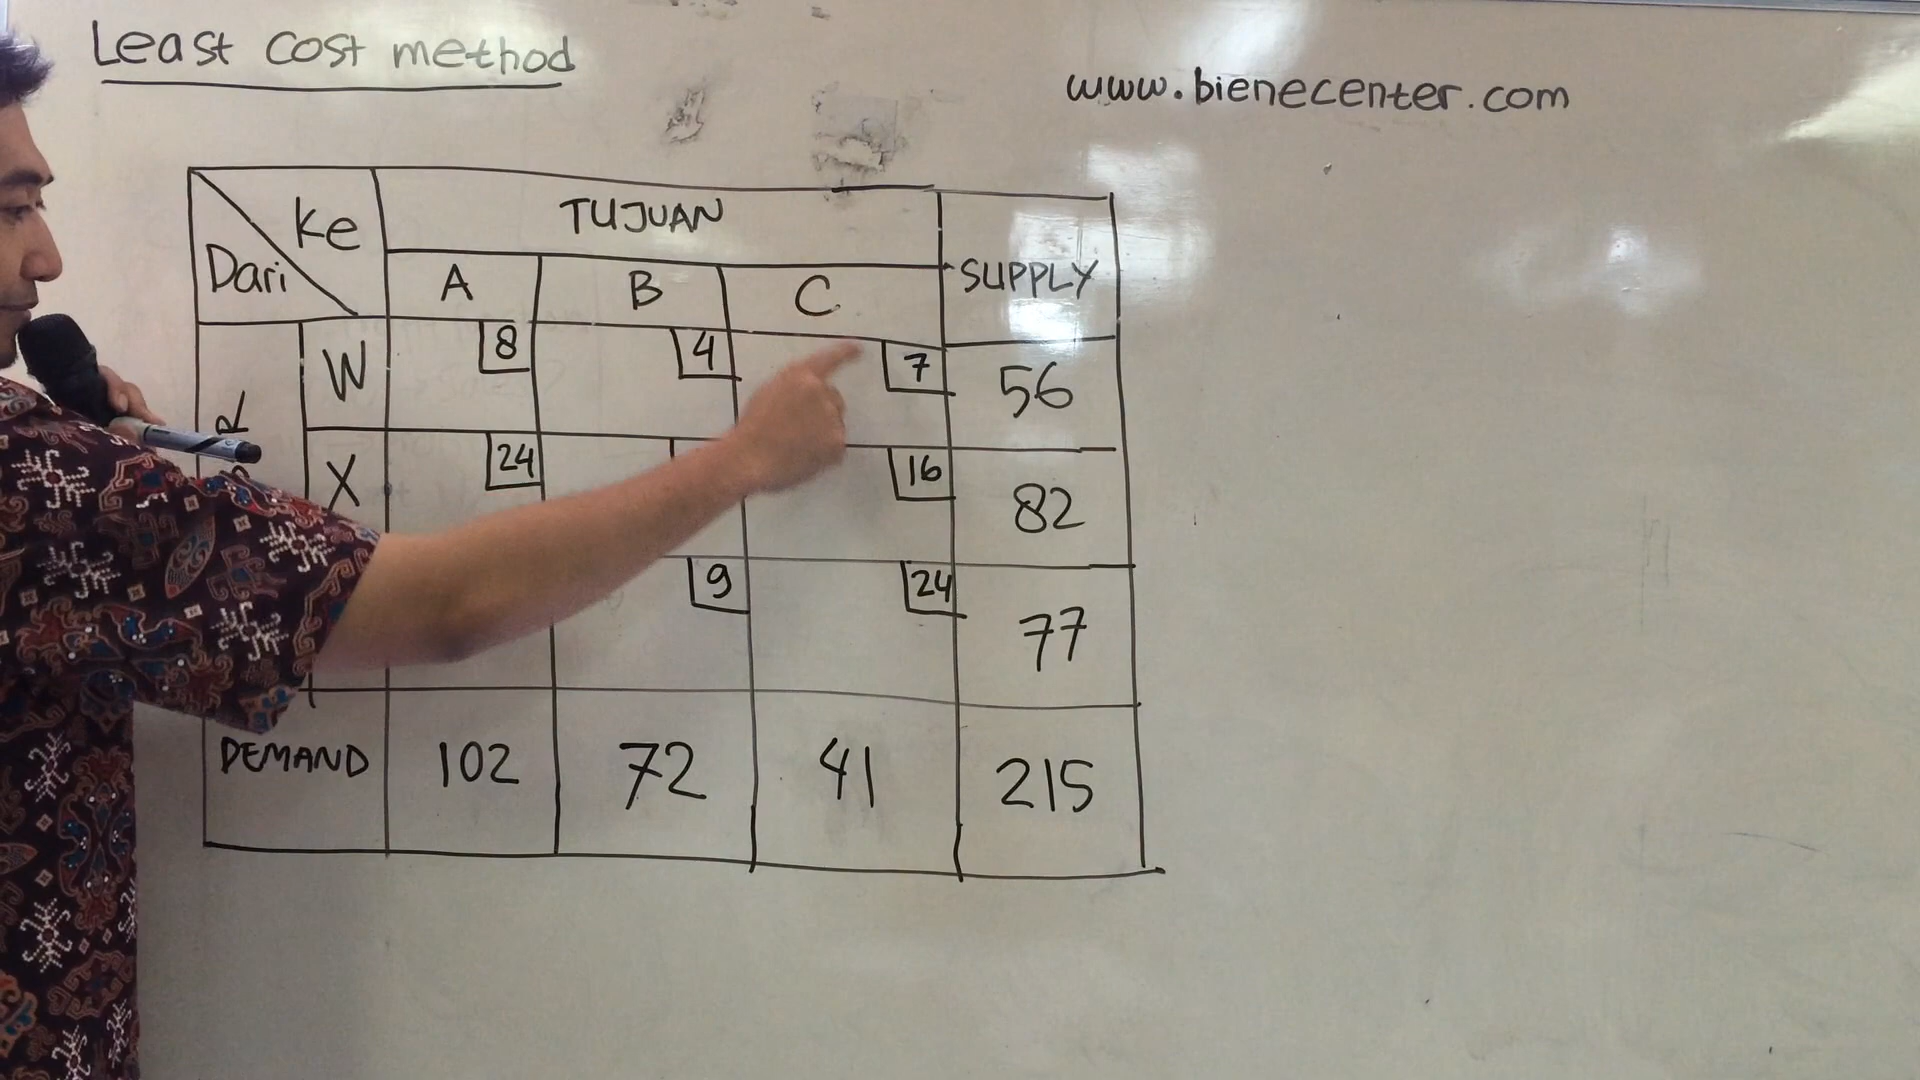 Least cost method
www.bienecenter.com
Ke
Dari
TUJUAN
SUPPLY
A B C
W 8 4 7 56
X 24 16 82
9 24 77
DEMAND 102 72 41 215